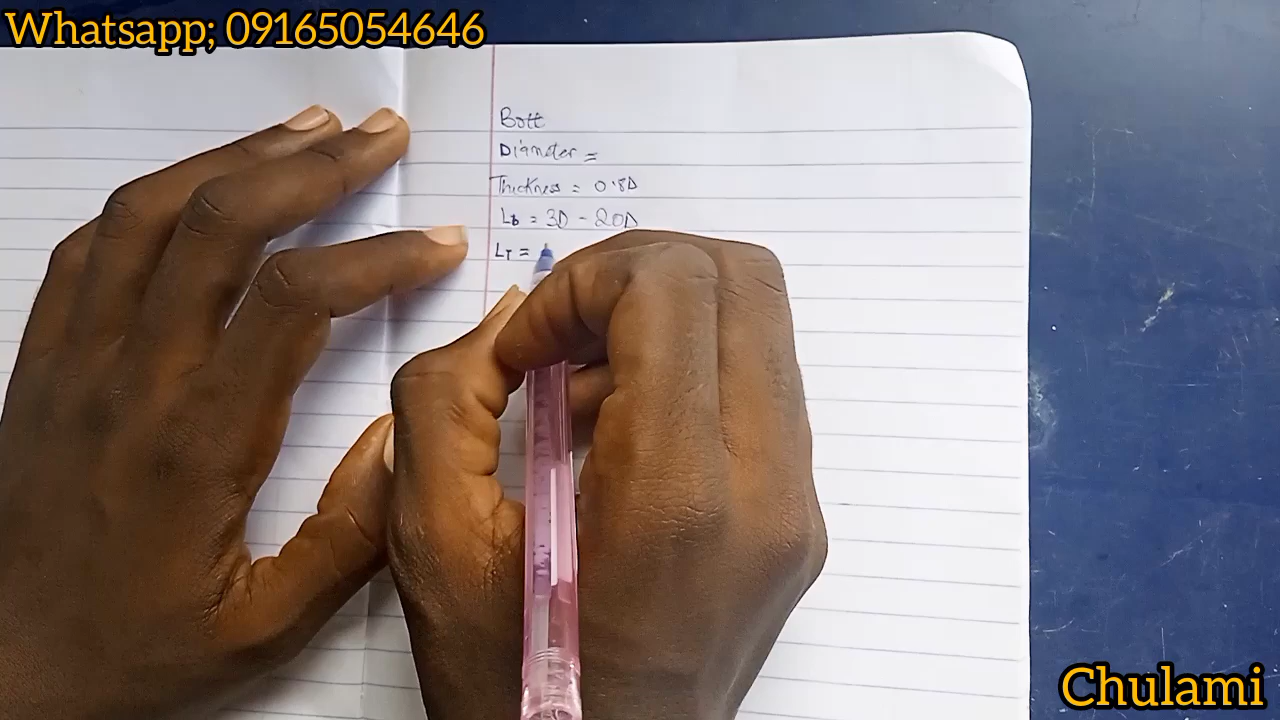 Whatsapp; 09165054646
Bolt
Diameter =
Thickness = 0.8D
Lb = 3D - 20D
LT =
Chulami